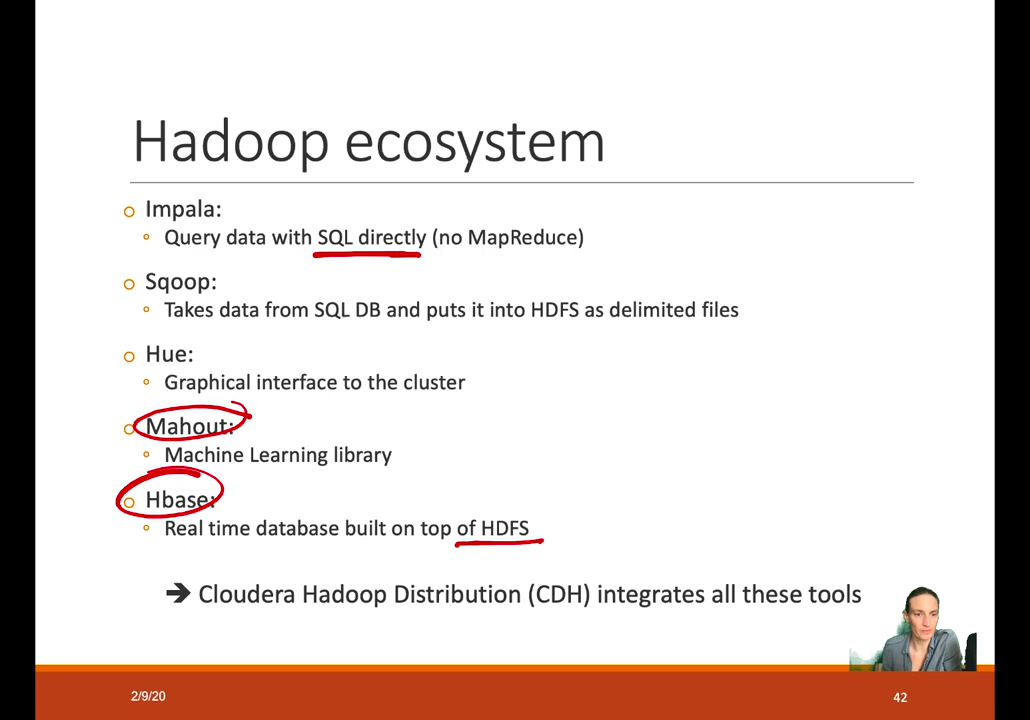 Hadoop ecosystem
Impala:
Query data with SQL directly (no MapReduce)
Sqoop:
Takes data from SQL DB and puts it into HDFS as delimited files
Hue:
Graphical interface to the cluster
Mahout:
Machine Learning library
Hbase:
Real time database built on top of HDFS
➔ Cloudera Hadoop Distribution (CDH) integrates all these tools
2/9/20
42